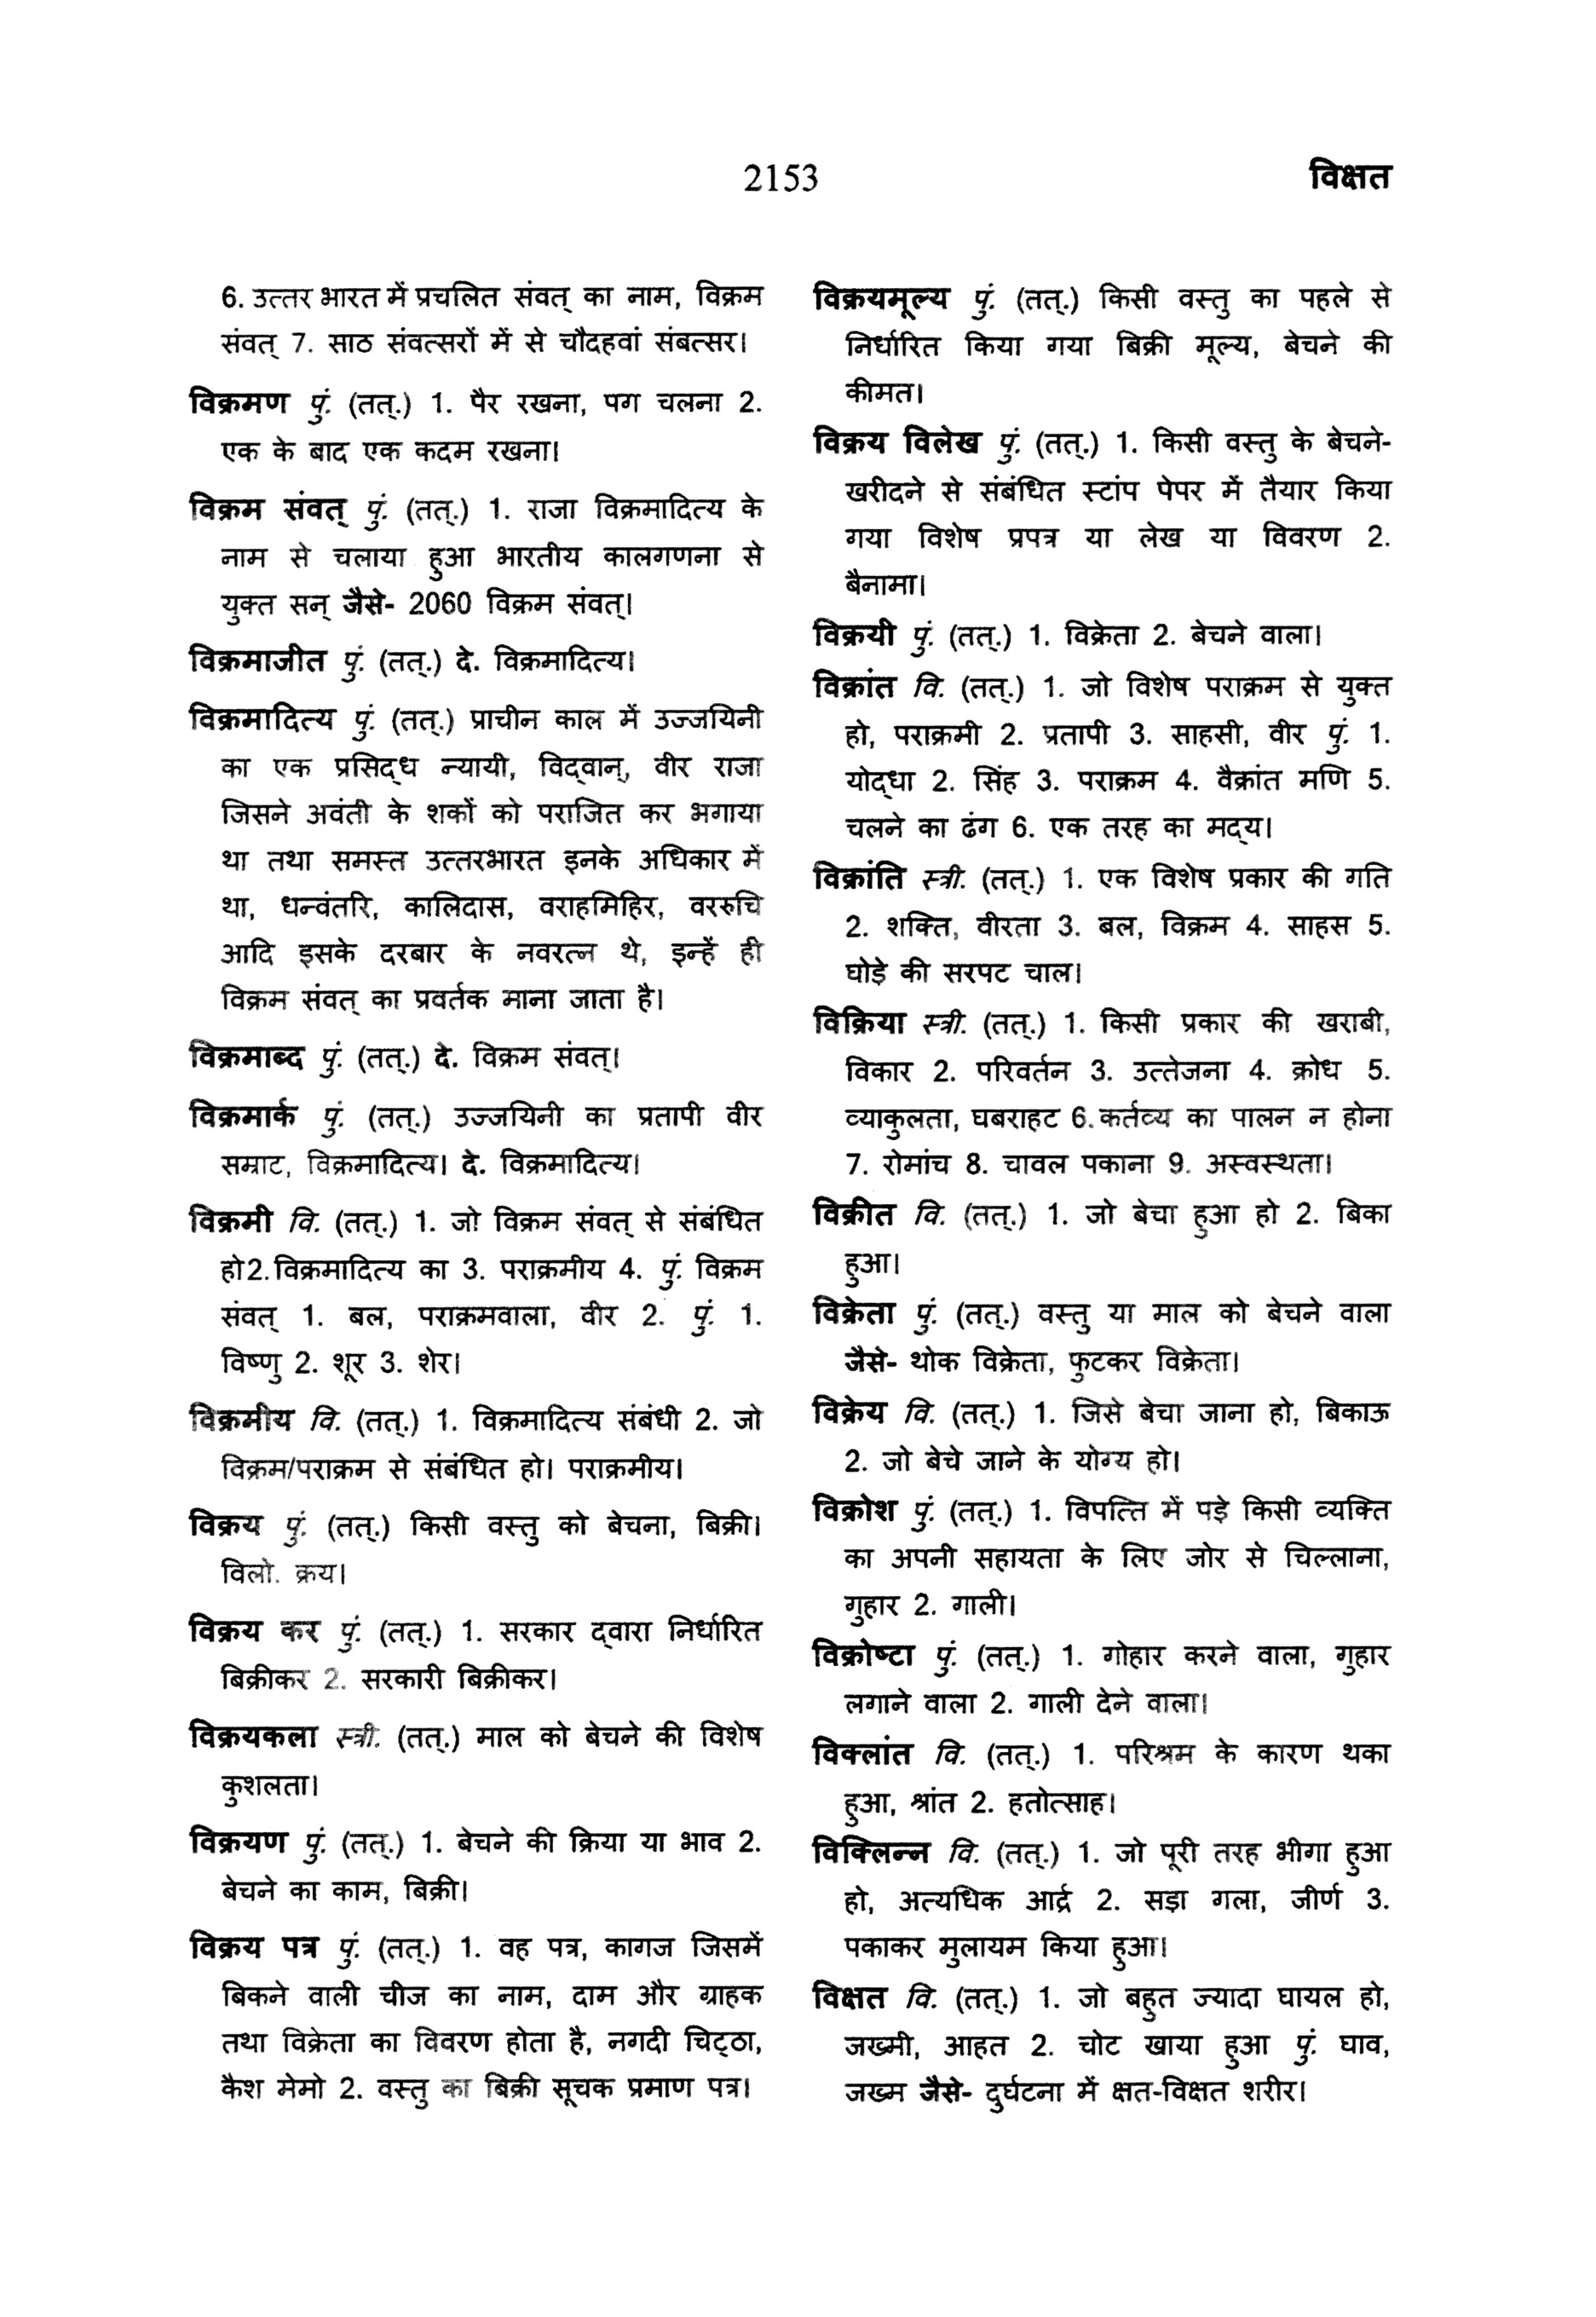 2153
विक्षत
6. उत्तर भारत में प्रचलित संवत् का नाम, विक्रम
संवत् 7. साठ संवत्सरों में से चौदहवां संबत्सर।
विक्रमण पुं. (तत्.) 1. पैर रखना, पग चलना 2.
एक के बाद एक कदम रखना।
विक्रम संवत् पुं. (तत्.) 1. राजा विक्रमादित्य के
नाम से चलाया हुआ भारतीय कालगणना से
युक्त सन् जैसे- 2060 विक्रम संवत्।
विक्रमाजीत पुं. (तत्.) दे. विक्रमादित्य।
विक्रमादित्य पुं. (तत्.) प्राचीन काल में उज्जयिनी
का एक प्रसिद्ध न्यायी, विद्वान्, वीर राजा
जिसने अवंती के शकों को पराजित कर भगाया
था तथा समस्त उत्तरभारत इनके अधिकार में
था, धन्वंतरि, कालिदास, वराहमिहिर, वररुचि
आदि इसके दरबार के नवरत्न थे, इन्हें ही
विक्रम संवत् का प्रवर्तक माना जाता है।
विक्रमाब्द पुं. (तत्.) दे. विक्रम संवत्।
विक्रमार्क पुं. (तत्.) उज्जयिनी का प्रतापी वीर
सम्राट, विक्रमादित्य। दे. विक्रमादित्य।
विक्रमी वि. (तत्.) 1. जो विक्रम संवत् से संबंधित
हो2. विक्रमादित्य का 3. पराक्रमीय 4. पुं. विक्रम
संवत् 1. बल, पराक्रमवाला, वीर 2. पुं. 1.
विष्णु 2. शूर 3. शेर।
विक्रमीय वि. (तत्.) 1. विक्रमादित्य संबंधी 2. जो
विक्रम/पराक्रम से संबंधित हो। पराक्रमीय।
विक्रय पुं. (तत्.) किसी वस्तु को बेचना, बिक्री।
विलो. क्रय।
विक्रय कर पुं. (तत्.) 1. सरकार द्वारा निर्धारित
बिक्रीकर 2. सरकारी बिक्रीकर।
विक्रयकला स्त्री. (तत्.) माल को बेचने की विशेष
कुशलता।
विक्रयण पुं. (तत्.) 1. बेचने की क्रिया या भाव 2.
बेचने का काम, बिक्री।
विक्रय पत्र पुं. (तत्.) 1. वह पत्र, कागज जिसमें
बिकने वाली चीज का नाम, दाम और ग्राहक
तथा विक्रेता का विवरण होता है, नगदी चिट्ठा,
कैश मेमो 2. वस्तु का बिक्री सूचक प्रमाण पत्र।
विक्रयमूल्य पुं. (तत्.) किसी वस्तु का पहले से
निर्धारित किया गया बिक्री मूल्य, बेचने की
कीमत।
विक्रय विलेख पुं. (तत्.) 1. किसी वस्तु के बेचने-
खरीदने से संबंधित स्टांप पेपर में तैयार किया
गया विशेष प्रपत्र या लेख या विवरण 2.
बैनामा।
विक्रयी पुं. (तत्.) 1. विक्रेता 2. बेचने वाला।
विक्रांत वि. (तत्.) 1. जो विशेष पराक्रम से युक्त
हो, पराक्रमी 2. प्रतापी 3. साहसी, वीर पुं. 1.
योद्धा 2. सिंह 3. पराक्रम 4. वैक्रांत मणि 5.
चलने का ढंग 6. एक तरह का मद्य।
विक्रांति स्त्री. (तत्.) 1. एक विशेष प्रकार की गति
2. शक्ति, वीरता 3. बल, विक्रम 4. साहस 5.
घोड़े की सरपट चाल।
विक्रिया स्त्री. (तत्.) 1. किसी प्रकार की खराबी,
विकार 2. परिवर्तन 3. उत्तेजना 4. क्रोध 5.
व्याकुलता, घबराहट 6. कर्तव्य का पालन न होना
7. रोमांच 8. चावल पकाना 9. अस्वस्थता।
विक्रीत वि. (तत्.) 1. जो बेचा हुआ हो 2. बिका
हुआ।
विक्रेता पुं. (तत्.) वस्तु या माल को बेचने वाला
जैसे- थोक विक्रेता, फुटकर विक्रेता।
विक्रेय वि. (तत्.) 1. जिसे बेचा जाना हो, बिकाऊ
2. जो बेचे जाने के योग्य हो।
विक्रोश पुं. (तत्.) 1. विपत्ति में पड़े किसी व्यक्ति
का अपनी सहायता के लिए जोर से चिल्लाना,
गुहार 2. गाली।
विक्रोष्टा पुं. (तत्.) 1. गोहार करने वाला, गुहार
लगाने वाला 2. गाली देने वाला।
विक्लांत वि. (तत्.) 1. परिश्रम के कारण थका
हुआ, श्रांत 2. हतोत्साह।
विक्लिन्न वि. (तत्.) 1. जो पूरी तरह भीगा हुआ
हो, अत्यधिक आर्द्र 2. सड़ा गला, जीर्ण 3.
पकाकर मुलायम किया हुआ।
विक्षत वि. (तत्.) 1. जो बहुत ज्यादा घायल हो,
जख्मी, आहत 2. चोट खाया हुआ पुं. घाव,
जख्म जैसे- दुर्घटना में क्षत-विक्षत शरीर।